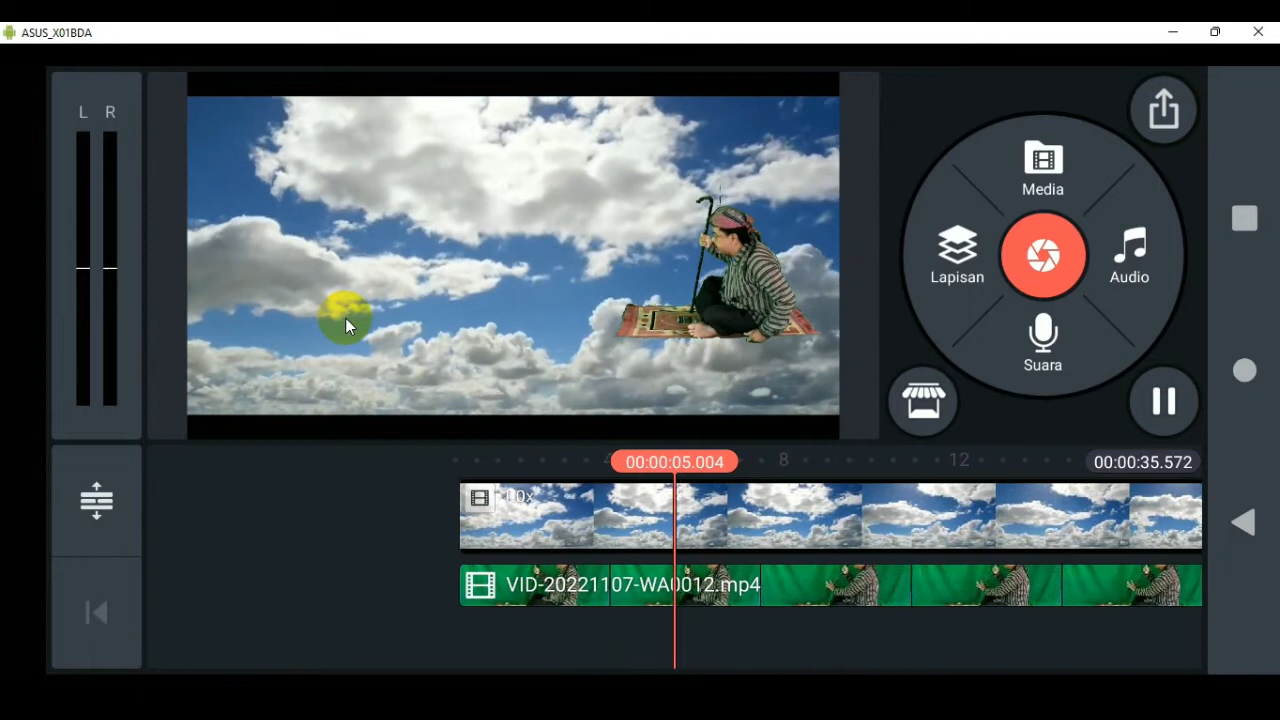 ASUS_X01BDA
L R
Media
Lapisan
Audio
Suara
00:00:05.004
8
12
00:00:35.572
VID-20221107-WA0012.mp4